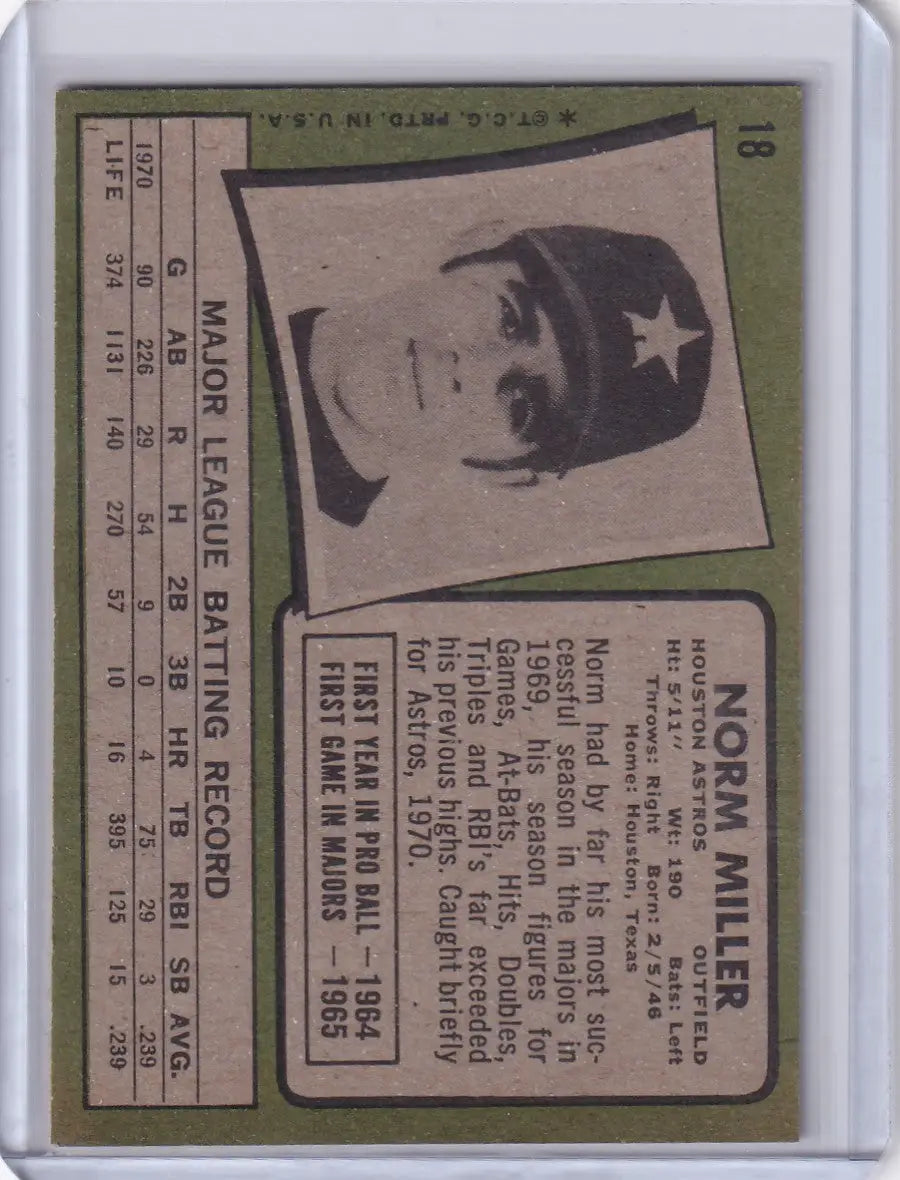 18
*©T.C.G. PRTD. IN U.S.A.
NORM MILLER
HOUSTON ASTROS OUTFIELD
Ht: 5'11" Wt: 190 Bats: Left
Throws: Right Born: 2/5/46
Home: Houston, Texas
Norm had by far his most suc-
cessful season in the majors in
1969, his season figures for
Games, At-Bats, Hits, Doubles,
Triples and RBI's far exceeded
his previous highs. Caught briefly
for Astros, 1970.
FIRST YEAR IN PRO BALL — 1964
FIRST GAME IN MAJORS — 1965
MAJOR LEAGUE BATTING RECORD
G AB R H 2B 3B HR TB RBI SB AVG.
1970 90 226 29 54 9 0 4 75 29 3 .239
LIFE 374 1131 140 270 57 10 16 395 125 15 .239